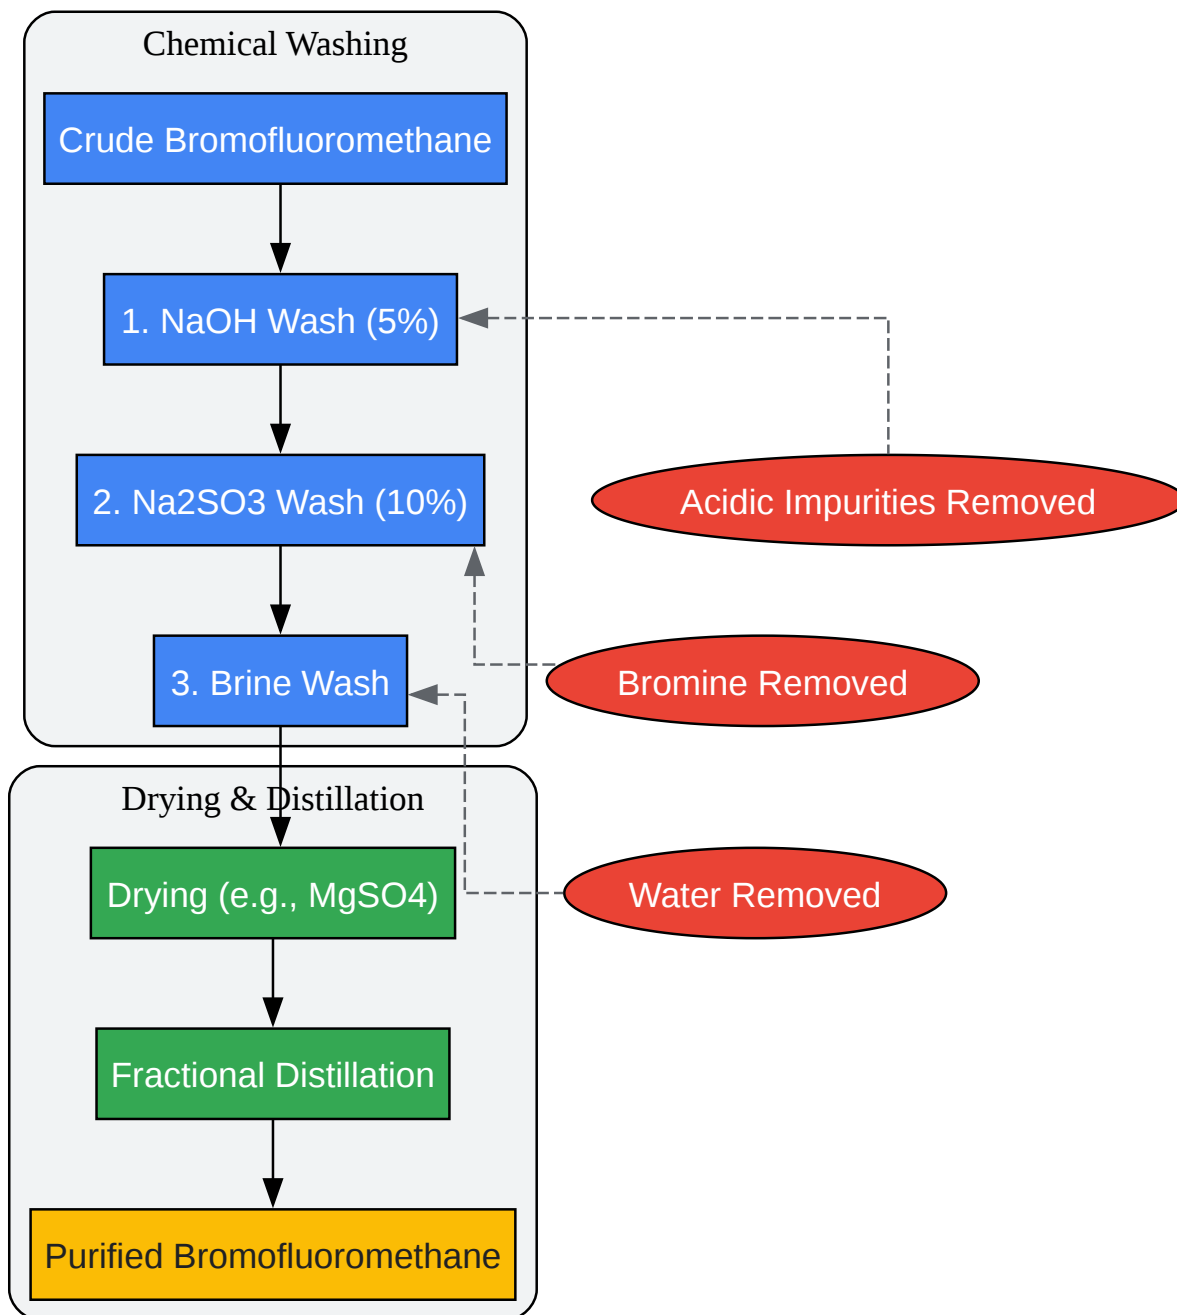 Chemical Washing
Crude Bromofluoromethane
1. NaOH Wash (5%)
2. Na2SO3 Wash (10%)
Acidic Impurities Removed
3. Brine Wash
Bromine Removed
Drying & Distillation
Drying (e.g., MgSO4)
Water Removed
Fractional Distillation
Purified Bromofluoromethane